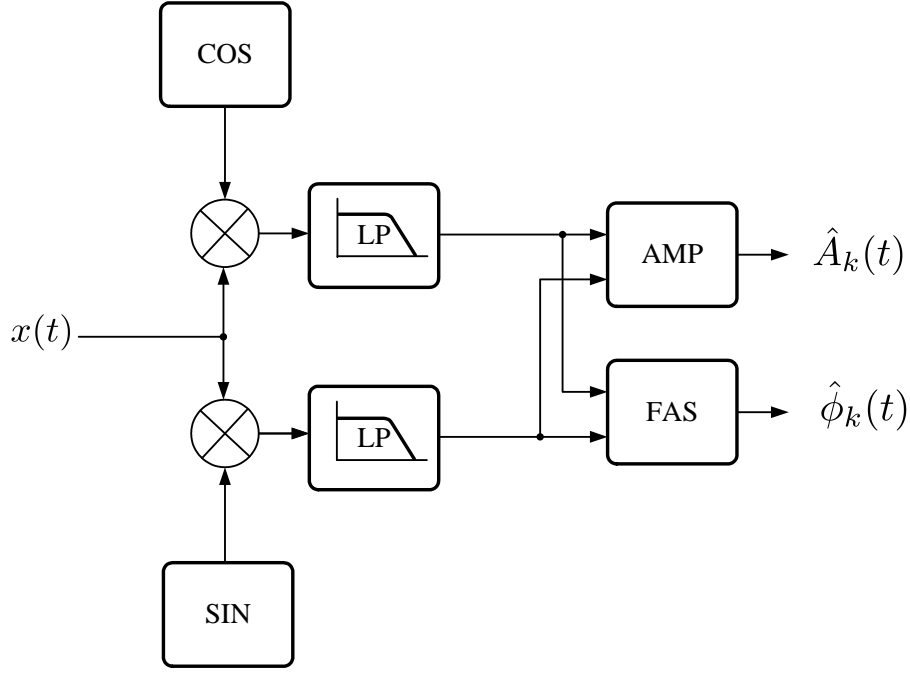 COS
LP
AMP
Â_k(t)
x(t)
LP
FAS
ϕ̂_k(t)
SIN